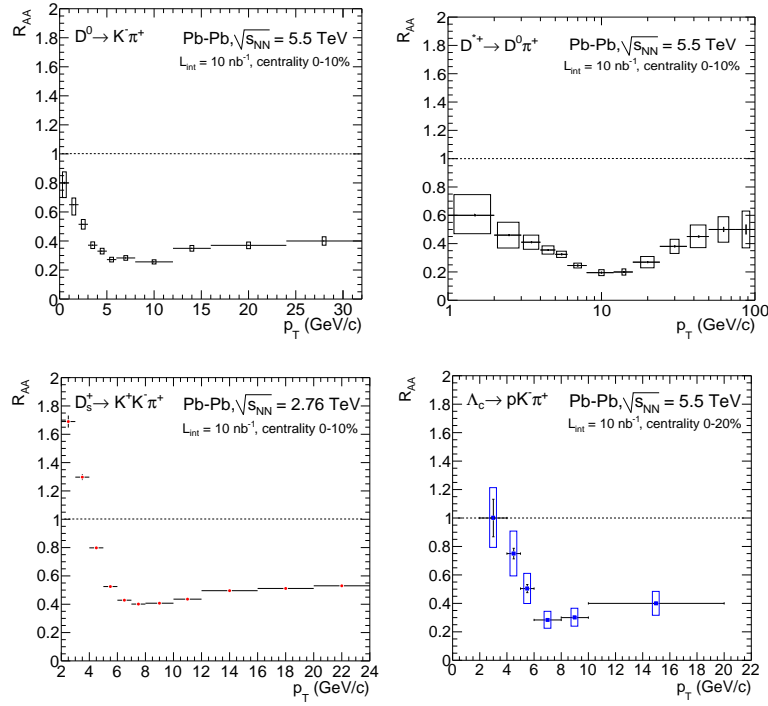 R_AA
D⁰→ K⁻π⁺
Pb-Pb,√s_NN = 5.5 TeV
L_int = 10 nb⁻¹, centrality 0-10%
2
1.8
1.6
1.4
1.2
1
0.8
0.6
0.4
0.2
0
0 5 10 15 20 25 30
p_T (GeV/c)
R_AA
D*⁺→ D⁰π⁺
Pb-Pb,√s_NN = 5.5 TeV
L_int = 10 nb⁻¹, centrality 0-10%
2
1.8
1.6
1.4
1.2
1
0.8
0.6
0.4
0.2
0
1 10 100
p_T (GeV/c)
R_AA
D_s⁺→ K⁺K⁻π⁺
Pb-Pb,√s_NN = 2.76 TeV
L_int = 10 nb⁻¹, centrality 0-10%
2
1.8
1.6
1.4
1.2
1
0.8
0.6
0.4
0.2
0
2 4 6 8 10 12 14 16 18 20 22 24
p_T (GeV/c)
R_AA
Λ_c→ pK⁻π⁺
Pb-Pb,√s_NN = 5.5 TeV
L_int = 10 nb⁻¹, centrality 0-20%
2
1.8
1.6
1.4
1.2
1
0.8
0.6
0.4
0.2
0
0 2 4 6 8 10 12 14 16 18 20 22
p_T (GeV/c)